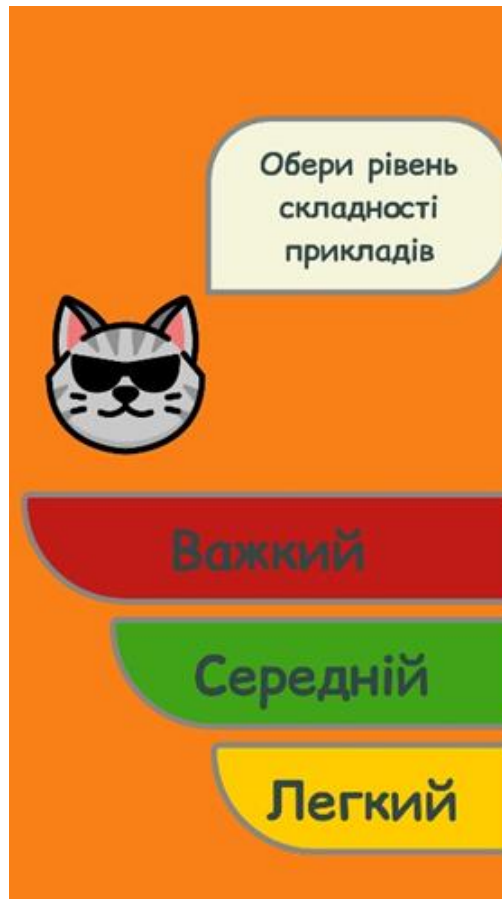 Обери рівень
складності
прикладів
Важкий
Середній
Легкий